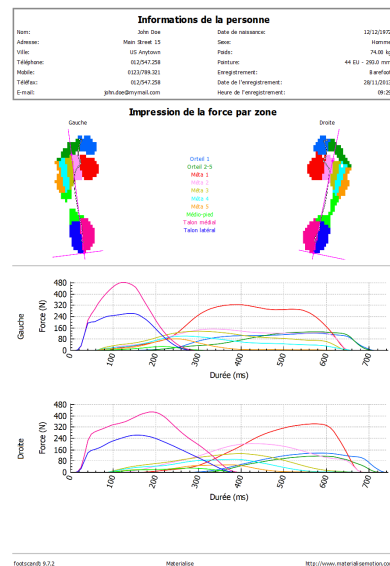 Informations de la personne
Nom: John Doe Date de naissance: 12/12/1972
Adresse: Main Street 15 Sexe: Homme
Ville: US Anytown Poids: 74,00 kg
Téléphone: 012/547.258 Pointure: 44 EU - 290.0 mm
Mobile: 0123/789.321 Enregistrement: Barefoot
Téléfax: 012/547.258 Date de l'enregistrement: 28/11/2013
E-mail: john.doe@mymail.com Heure de l'enregistrement: 09:29
Impression de la force par zone
Gauche Droite
Orteil 1
Orteil 2-5
Méta 1
Méta 2
Méta 3
Méta 4
Méta 5
Médio-pied
Talon médial
Talon latéral
Gauche
Force (N)
480
400
320
240
160
80
0
0 100 200 300 400 500 600 700
Durée (ms)
Droite
Force (N)
480
400
320
240
160
80
0
0 100 200 300 400 500 600 700
Durée (ms)
footscan® 9.7.2 Materialise http://www.materialisemotion.com